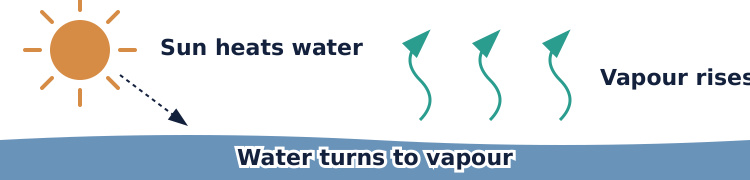 Sun heats water
Vapour rises
Water turns to vapour